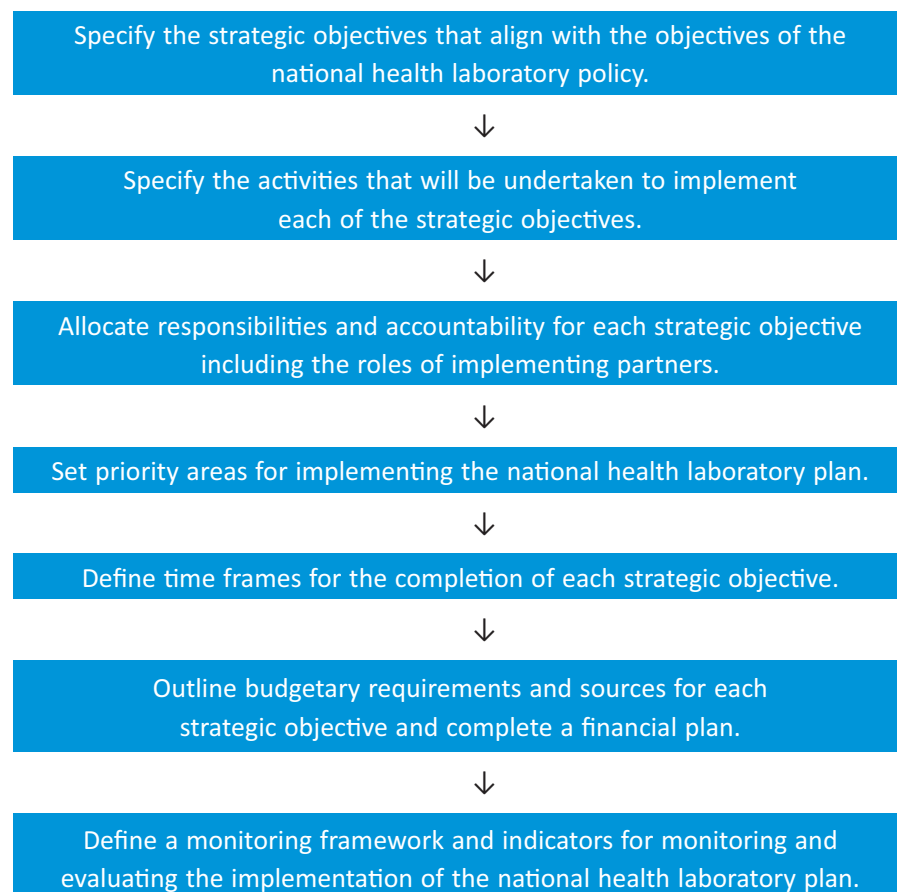 Specify the strategic objectives that align with the objectives of the
national health laboratory policy.
↓
Specify the activities that will be undertaken to implement
each of the strategic objectives.
↓
Allocate responsibilities and accountability for each strategic objective
including the roles of implementing partners.
↓
Set priority areas for implementing the national health laboratory plan.
↓
Define time frames for the completion of each strategic objective.
↓
Outline budgetary requirements and sources for each
strategic objective and complete a financial plan.
↓
Define a monitoring framework and indicators for monitoring and
evaluating the implementation of the national health laboratory plan.